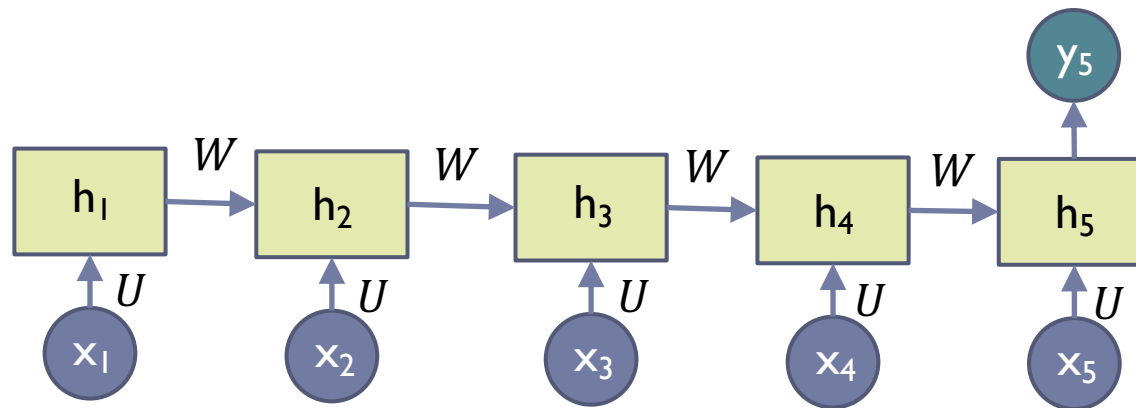 y₅
W W W W
h₁ h₂ h₃ h₄ h₅
U U U U U
x₁ x₂ x₃ x₄ x₅